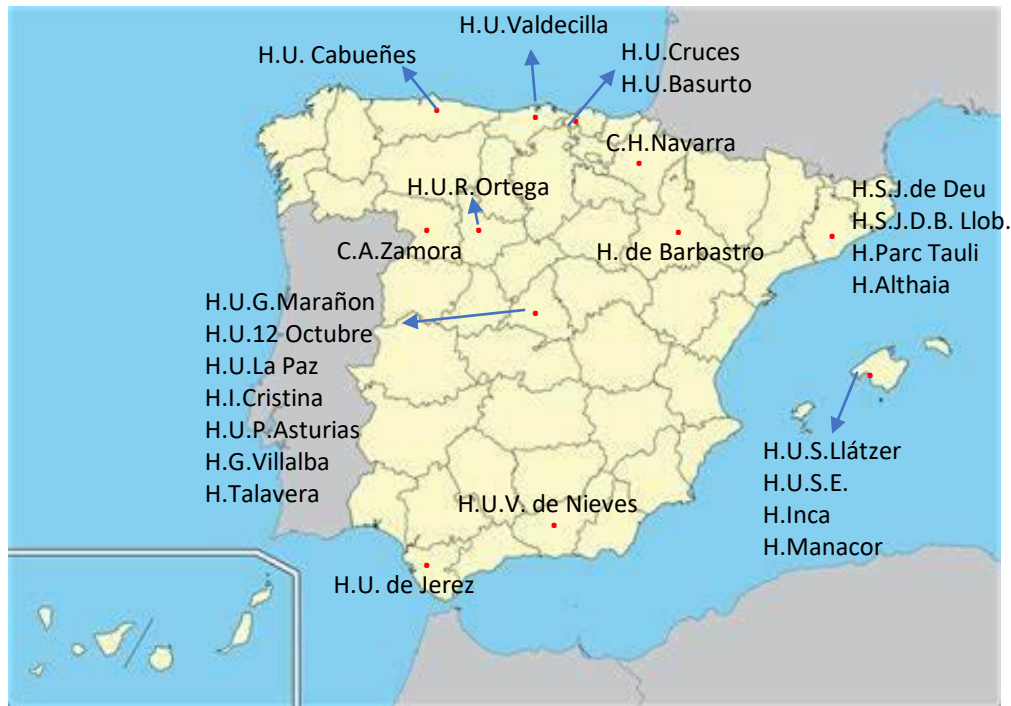 H.U.Valdecilla
H.U. Cabueñes
H.U.Cruces
H.U.Basurto
C.H.Navarra
H.U.R.Ortega
C.A.Zamora
H. de Barbastro
H.S.J.de Deu
H.S.J.D.B. Llob.
H.Parc Tauli
H.Althaia
H.U.G.Marañon
H.U.12 Octubre
H.U.La Paz
H.I.Cristina
H.U.P.Asturias
H.G.Villalba
H.Talavera
H.U.S.Llátzer
H.U.S.E.
H.Inca
H.Manacor
H.U.V. de Nieves
H.U. de Jerez